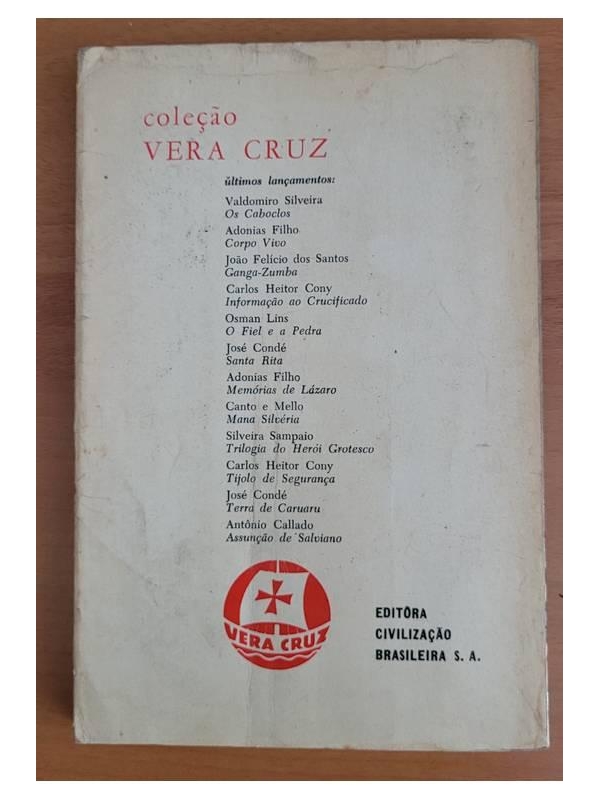 coleção
VERA CRUZ
últimos lançamentos:
Valdomiro Silveira
Os Caboclos
Adonias Filho
Corpo Vivo
João Felício dos Santos
Ganga-Zumba
Carlos Heitor Cony
Informação ao Crucificado
Osman Lins
O Fiel e a Pedra
José Condé
Santa Rita
Adonias Filho
Memórias de Lázaro
Canto e Mello
Mana Silvéria
Silveira Sampaio
Trilogia do Herói Grotesco
Carlos Heitor Cony
Tijolo de Segurança
José Condé
Terra de Caruaru
Antônio Callado
Assunção de Salviano
VERA CRUZ
EDITÔRA
CIVILIZAÇÃO
BRASILEIRA S. A.